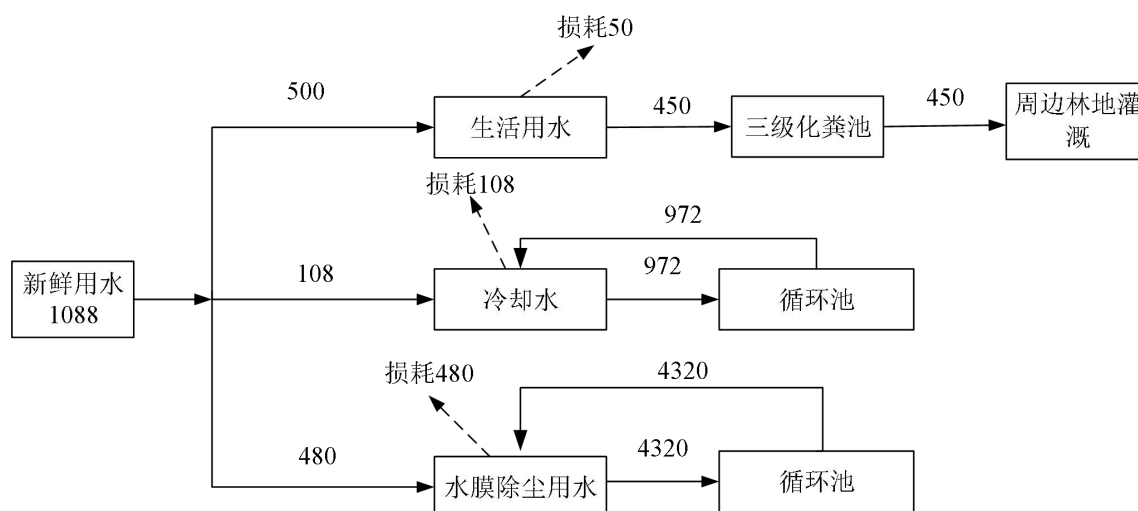 损耗50
500
生活用水
450
三级化粪池
450
周边林地灌
溉
损耗108
972
新鲜用水
1088
108
冷却水
972
循环池
损耗480
4320
480
水膜除尘用水
4320
循环池